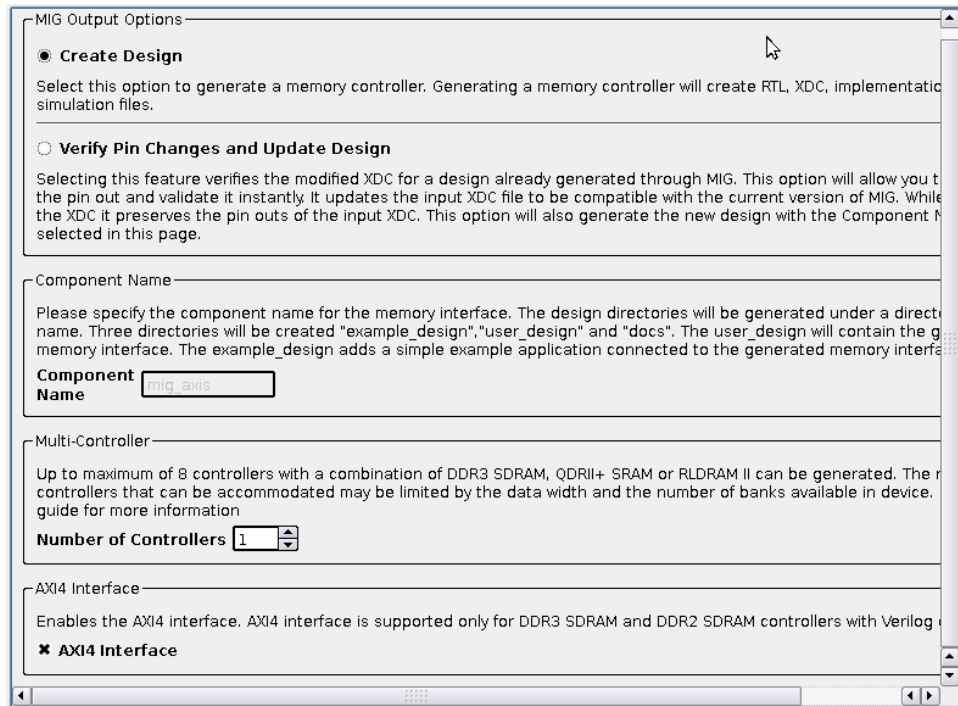 MIG Output Options
Create Design
Select this option to generate a memory controller. Generating a memory controller will create RTL, XDC, implementatio
simulation files.
Verify Pin Changes and Update Design
Selecting this feature verifies the modified XDC for a design already generated through MIG. This option will allow you t
the pin out and validate it instantly. It updates the input XDC file to be compatible with the current version of MIG. While
the XDC it preserves the pin outs of the input XDC. This option will also generate the new design with the Component
selected in this page.
Component Name
Please specify the component name for the memory interface. The design directories will be generated under a direct
name. Three directories will be created "example_design","user_design" and "docs". The user_design will contain the g
memory interface. The example_design adds a simple example application connected to the generated memory interfa
Component
Name
mig_axis
Multi-Controller
Up to maximum of 8 controllers with a combination of DDR3 SDRAM, QDRII+ SRAM or RLDRAM II can be generated. The
controllers that can be accommodated may be limited by the data width and the number of banks available in device.
guide for more information
Number of Controllers 1
AXI4 Interface
Enables the AXI4 interface. AXI4 interface is supported only for DDR3 SDRAM and DDR2 SDRAM controllers with Verilog
AXI4 Interface